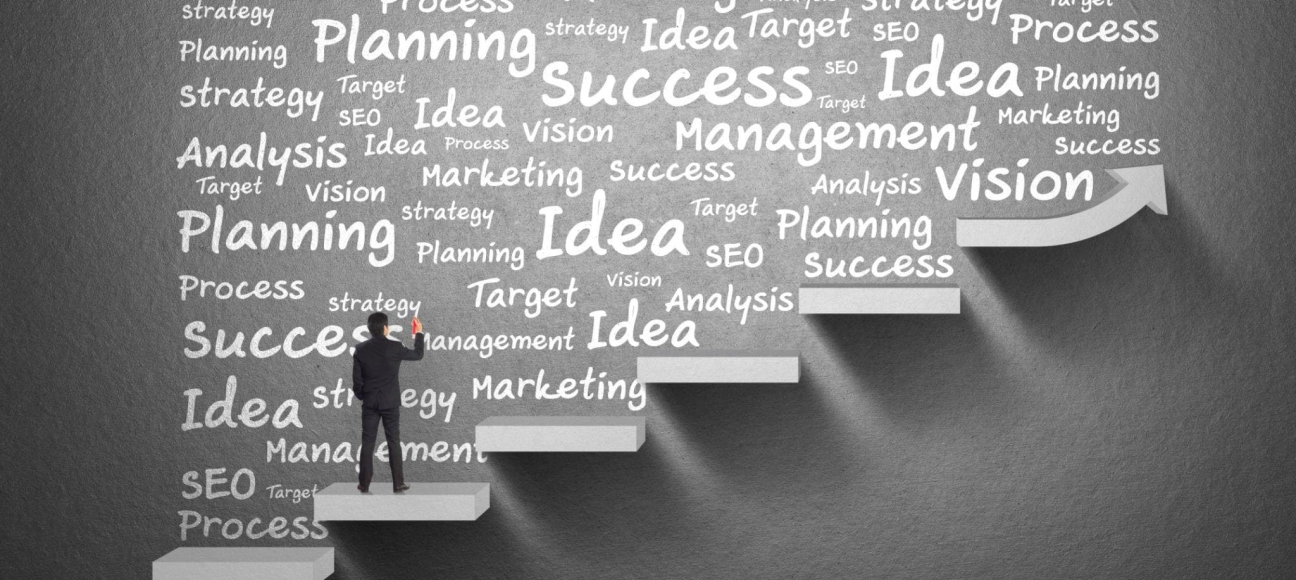 strategy Process Analysis strategy Target
Planning Planning strategy Idea Target SEO Process
strategy Target Success SEO Idea Planning
SEO Idea Target Marketing
Analysis Idea Process Vision Management Success
Target Vision Marketing Success Analysis Vision
Planning strategy Idea Target Planning
Planning SEO Success
Process strategy Target Vision Analysis
Success Management Idea
Idea strategy Marketing
Management
SEO Target
Process